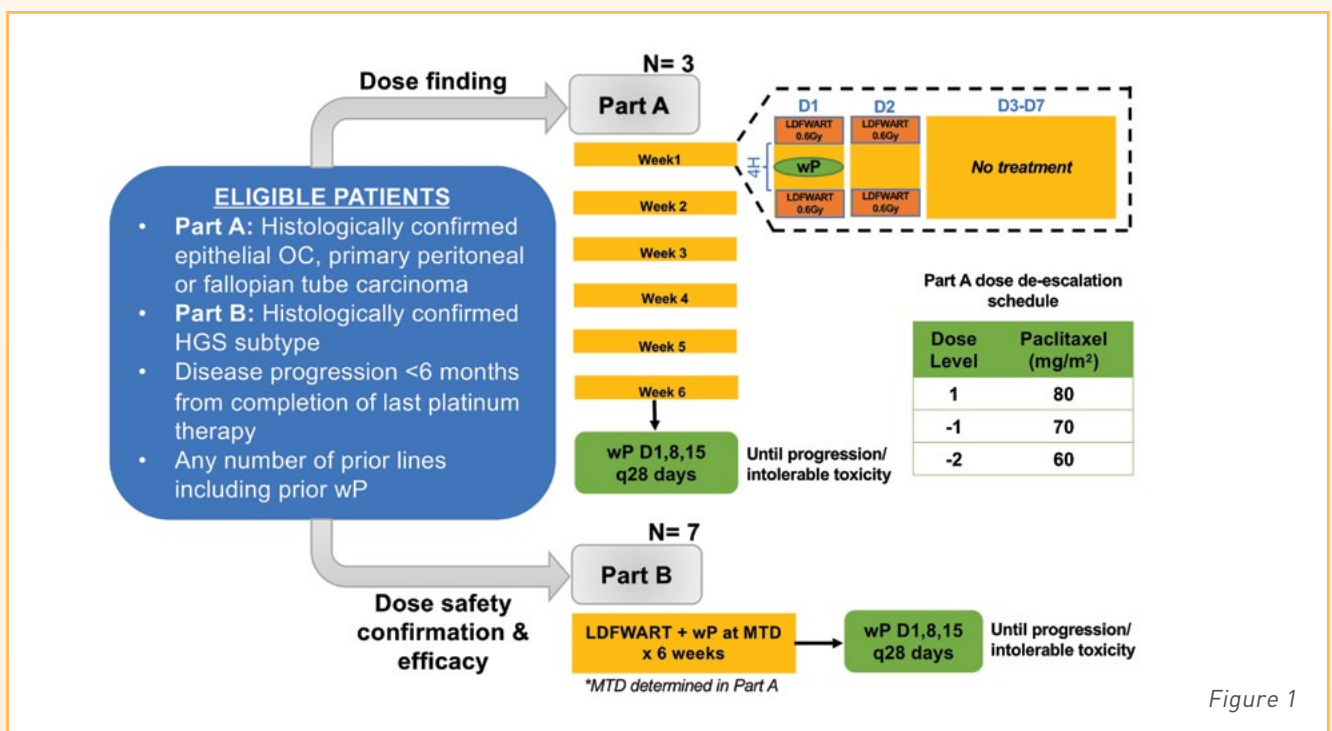 Dose finding
N= 3
Part A
ELIGIBLE PATIENTS
• Part A: Histologically confirmed
epithelial OC, primary peritoneal
or fallopian tube carcinoma
• Part B: Histologically confirmed
HGS subtype
• Disease progression <6 months
from completion of last platinum
therapy
• Any number of prior lines
including prior wP
Week1
Week 2
Week 3
Week 4
Week 5
Week 6
D1
D2
D3-D7
LDFWART
0.6Gy
LDFWART
0.6Gy
4H
wP
No treatment
LDFWART
0.6Gy
LDFWART
0.6Gy
wP D1,8,15
q28 days
Until progression/
intolerable toxicity
Part A dose de-escalation
schedule
Dose Level
Paclitaxel (mg/m²)
1 80
-1 70
-2 60
Dose safety
confirmation &
efficacy
N= 7
Part B
LDFWART + wP at MTD
x 6 weeks
*MTD determined in Part A
wP D1,8,15
q28 days
Until progression/
intolerable toxicity
Figure 1